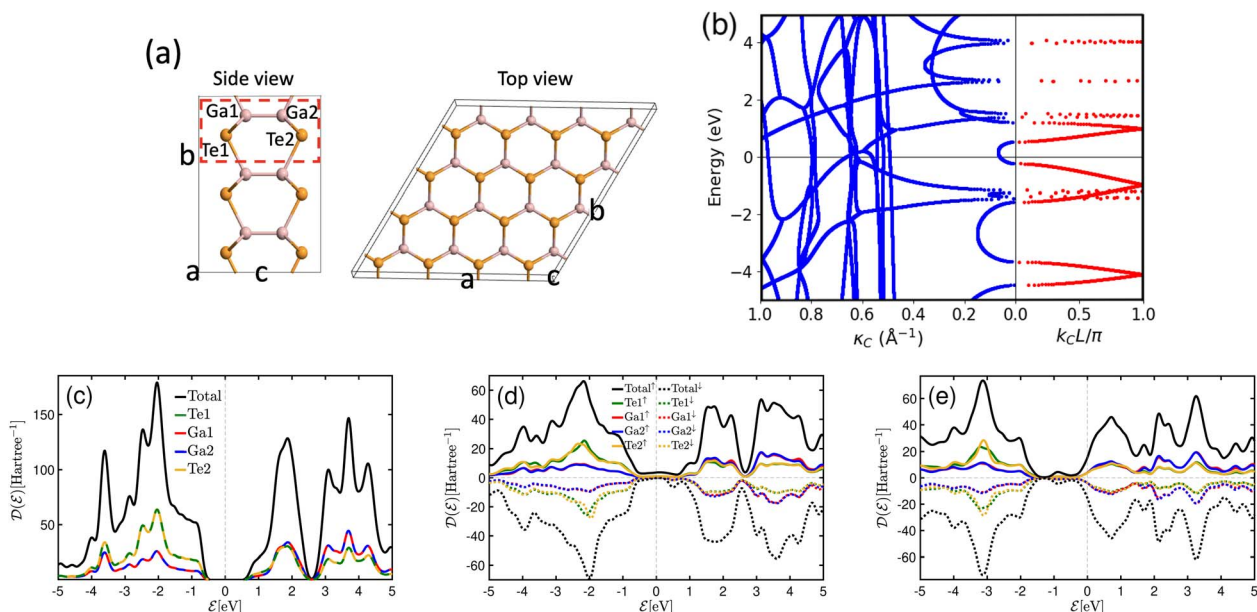 (a)
Side view
Top view
Ga1
Ga2
Te1
Te2
b
a
c
b
a
c
(b)
Energy (eV)
4
2
0
−2
−4
1.0 0.8 0.6 0.4 0.2 0.0 0.5 1.0
κC (Å⁻¹)
kCL/π
(c)
𝒟(ℰ)[Hartree⁻¹]
150
100
50
0
Total
Te1
Ga1
Ga2
Te2
-5 -4 -3 -2 -1 0 1 2 3 4 5
ℰ[eV]
(d)
𝒟(ℰ)[Hartree⁻¹]
60
40
20
0
-20
-40
-60
Total↑ Total↓
Te1↑ Te1↓
Ga1↑ Ga1↓
Ga2↑ Ga2↓
Te2↑ Te2↓
-5 -4 -3 -2 -1 0 1 2 3 4 5
ℰ[eV]
(e)
𝒟(ℰ)[Hartree⁻¹]
60
40
20
0
-20
-40
-60
-5 -4 -3 -2 -1 0 1 2 3 4 5
ℰ[eV]